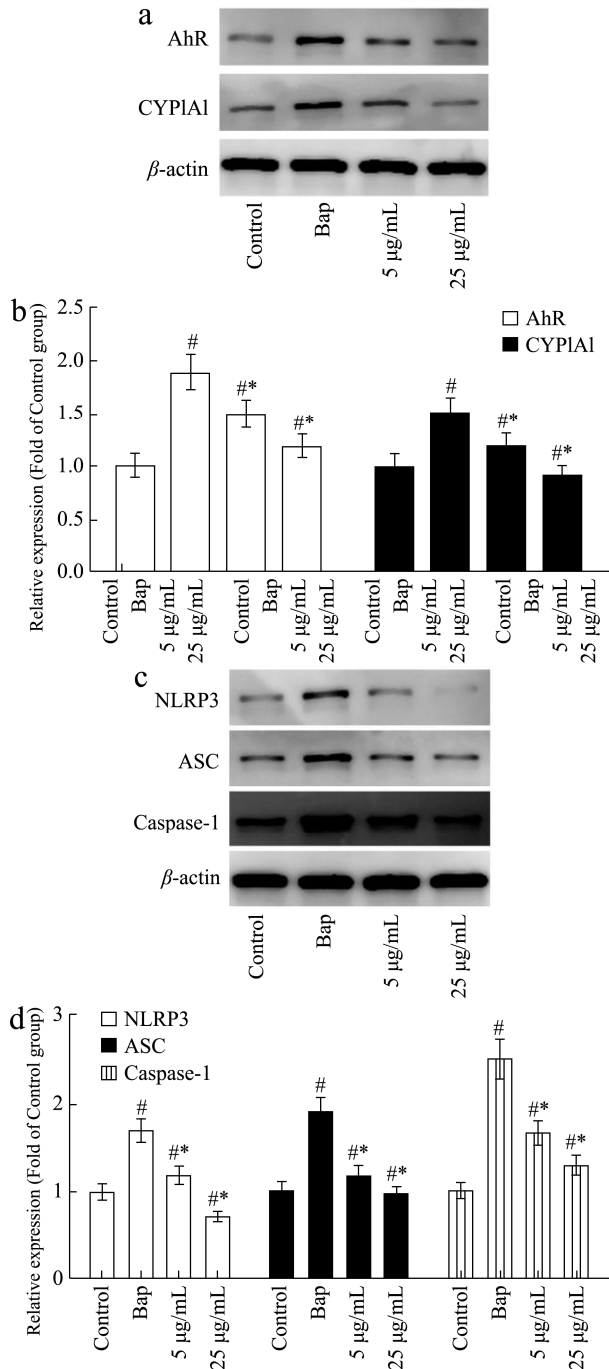 a
AhR
CYPlAl
β-actin
Control
Bap
5 μg/mL
25 μg/mL
b
Relative expression (Fold of Control group)
2.5
2.0
1.5
1.0
0.5
0.0
AhR
CYPlAl
#
#*
#*
#
#*
#*
Control
Bap
5 μg/mL
25 μg/mL
Control
Bap
5 μg/mL
25 μg/mL
Control
Bap
5 μg/mL
25 μg/mL
Control
Bap
5 μg/mL
25 μg/mL
c
NLRP3
ASC
Caspase-1
β-actin
Control
Bap
5 μg/mL
25 μg/mL
d
Relative expression (Fold of Control group)
3
2
1
0
NLRP3
ASC
Caspase-1
#
#*
#*
#
#*
#*
#
#*
#*
Control
Bap
5 μg/mL
25 μg/mL
Control
Bap
5 μg/mL
25 μg/mL
Control
Bap
5 μg/mL
25 μg/mL